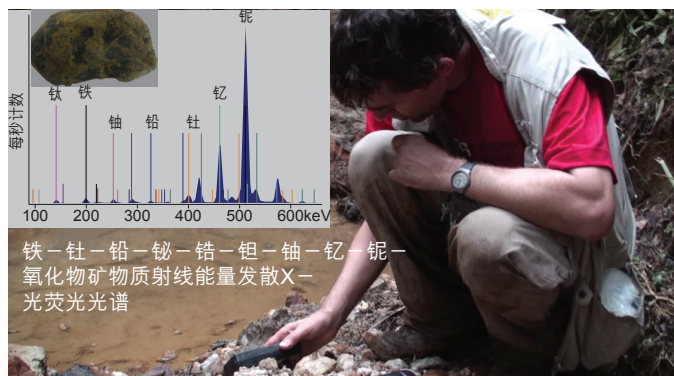 铌
钛 铁 铀 铅 钍 钇
每秒计数
100 200 300 400 500 600keV
铁－钍－铅－铋－锆－钽－铀－钇－铌－
氧化物矿物质射线能量发散X－
光荧光光谱